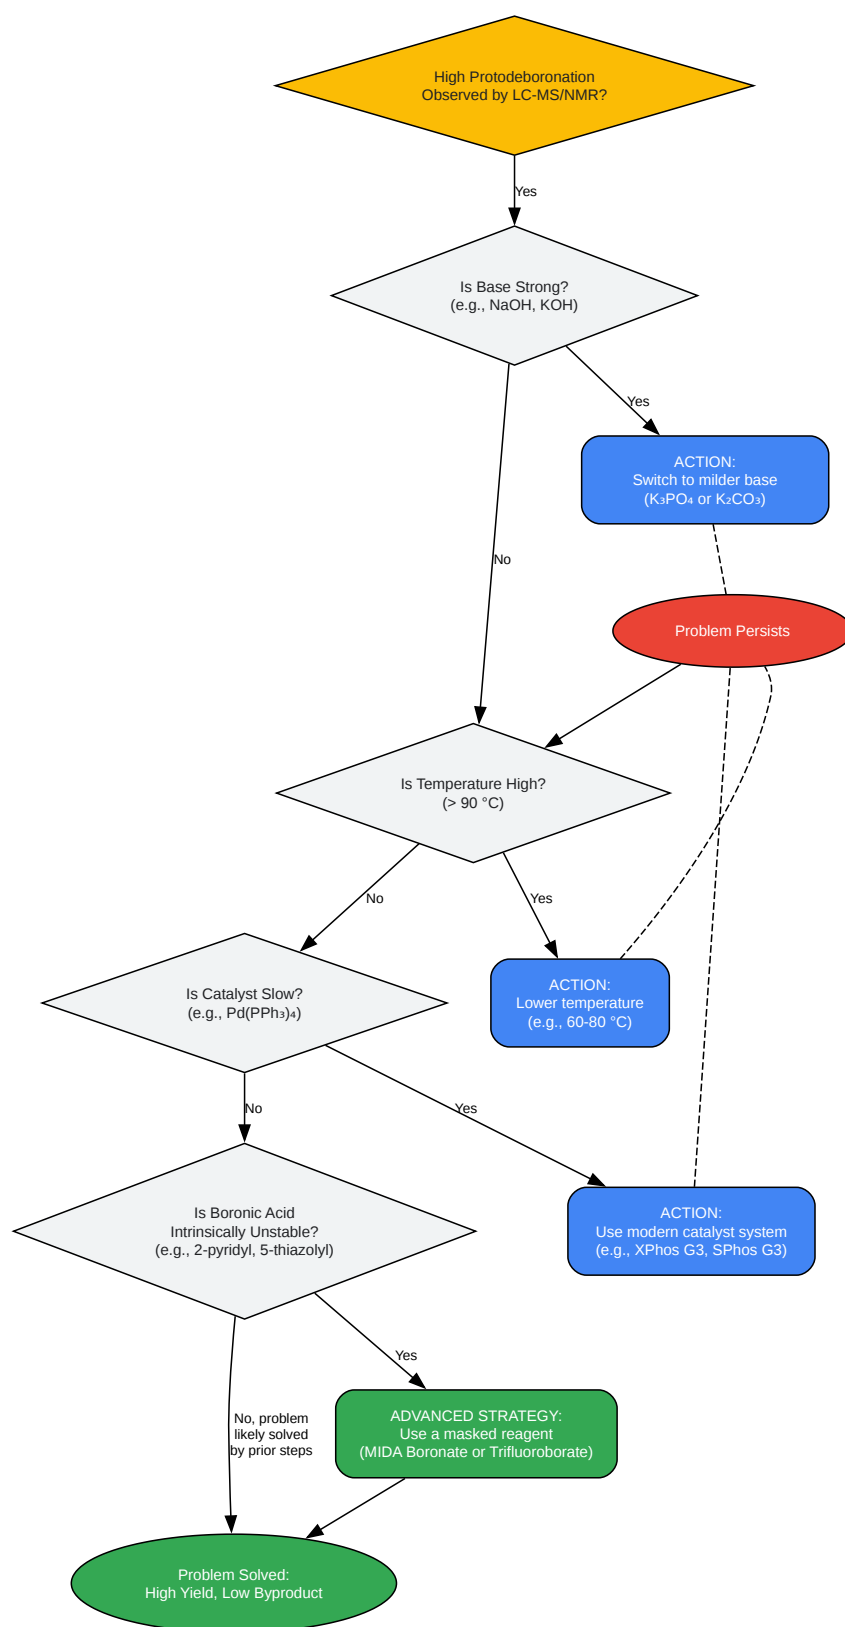 High Protodeboronation
Observed by LC-MS/NMR?
Yes
Is Base Strong?
(e.g., NaOH, KOH)
Yes
ACTION:
Switch to milder base
(K₃PO₄ or K₂CO₃)
No
Problem Persists
Is Temperature High?
(> 90 °C)
No
Yes
Is Catalyst Slow?
(e.g., Pd(PPh₃)₄)
ACTION:
Lower temperature
(e.g., 60-80 °C)
No
Yes
Is Boronic Acid
Intrinsically Unstable?
(e.g., 2-pyridyl, 5-thiazolyl)
ACTION:
Use modern catalyst system
(e.g., XPhos G3, SPhos G3)
Yes
No, problem
likely solved
by prior steps
ADVANCED STRATEGY:
Use a masked reagent
(MIDA Boronate or Trifluoroborate)
Problem Solved:
High Yield, Low Byproduct